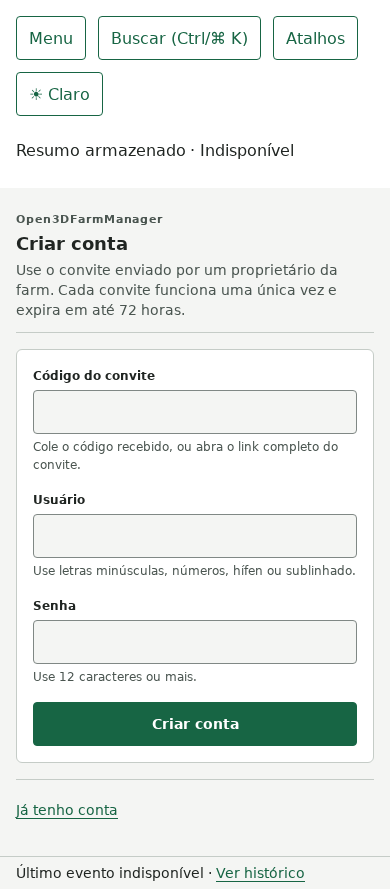 Menu
Buscar (Ctrl/⌘ K)
Atalhos
☀ Claro
Resumo armazenado · Indisponível
Open3DFarmManager
Criar conta
Use o convite enviado por um proprietário da
farm. Cada convite funciona uma única vez e
expira em até 72 horas.
Código do convite
Cole o código recebido, ou abra o link completo do
convite.
Usuário
Use letras minúsculas, números, hífen ou sublinhado.
Senha
Use 12 caracteres ou mais.
Criar conta
Já tenho conta
Último evento indisponível · Ver histórico